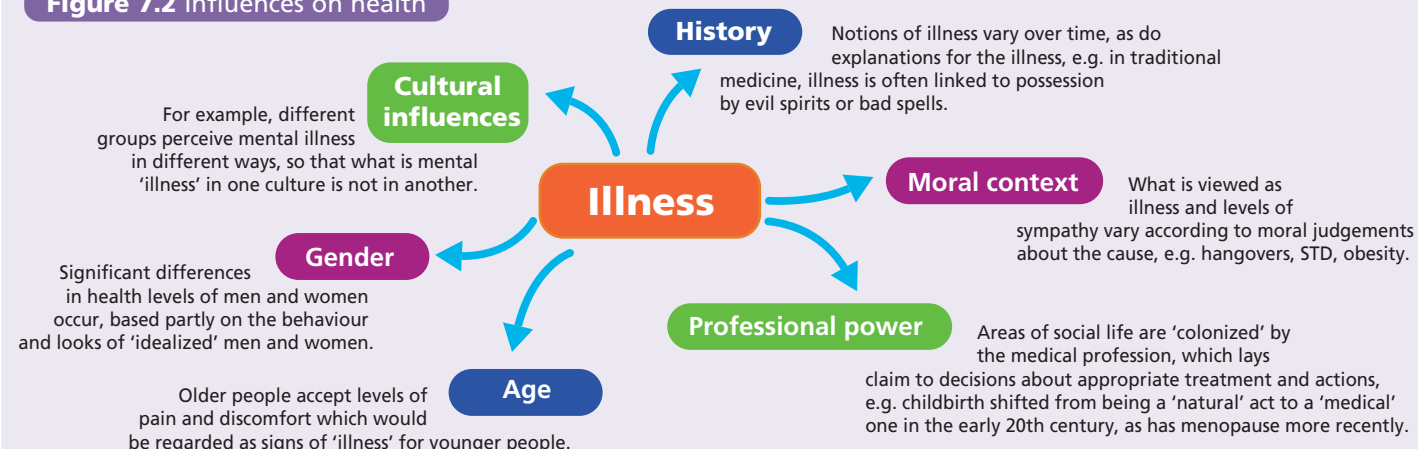 Figure 7.2 Influences on health
History
Notions of illness vary over time, as do
explanations for the illness, e.g. in traditional
medicine, illness is often linked to possession
by evil spirits or bad spells.
Cultural
influences
For example, different
groups perceive mental illness
in different ways, so that what is mental
‘illness’ in one culture is not in another.
Illness
Moral context
What is viewed as
illness and levels of
sympathy vary according to moral judgements
about the cause, e.g. hangovers, STD, obesity.
Gender
Significant differences
in health levels of men and women
occur, based partly on the behaviour
and looks of ‘idealized’ men and women.
Professional power
Areas of social life are ‘colonized’ by
the medical profession, which lays
claim to decisions about appropriate treatment and actions,
e.g. childbirth shifted from being a ‘natural’ act to a ‘medical’
one in the early 20th century, as has menopause more recently.
Age
Older people accept levels of
pain and discomfort which would
be regarded as signs of ‘illness’ for younger people.